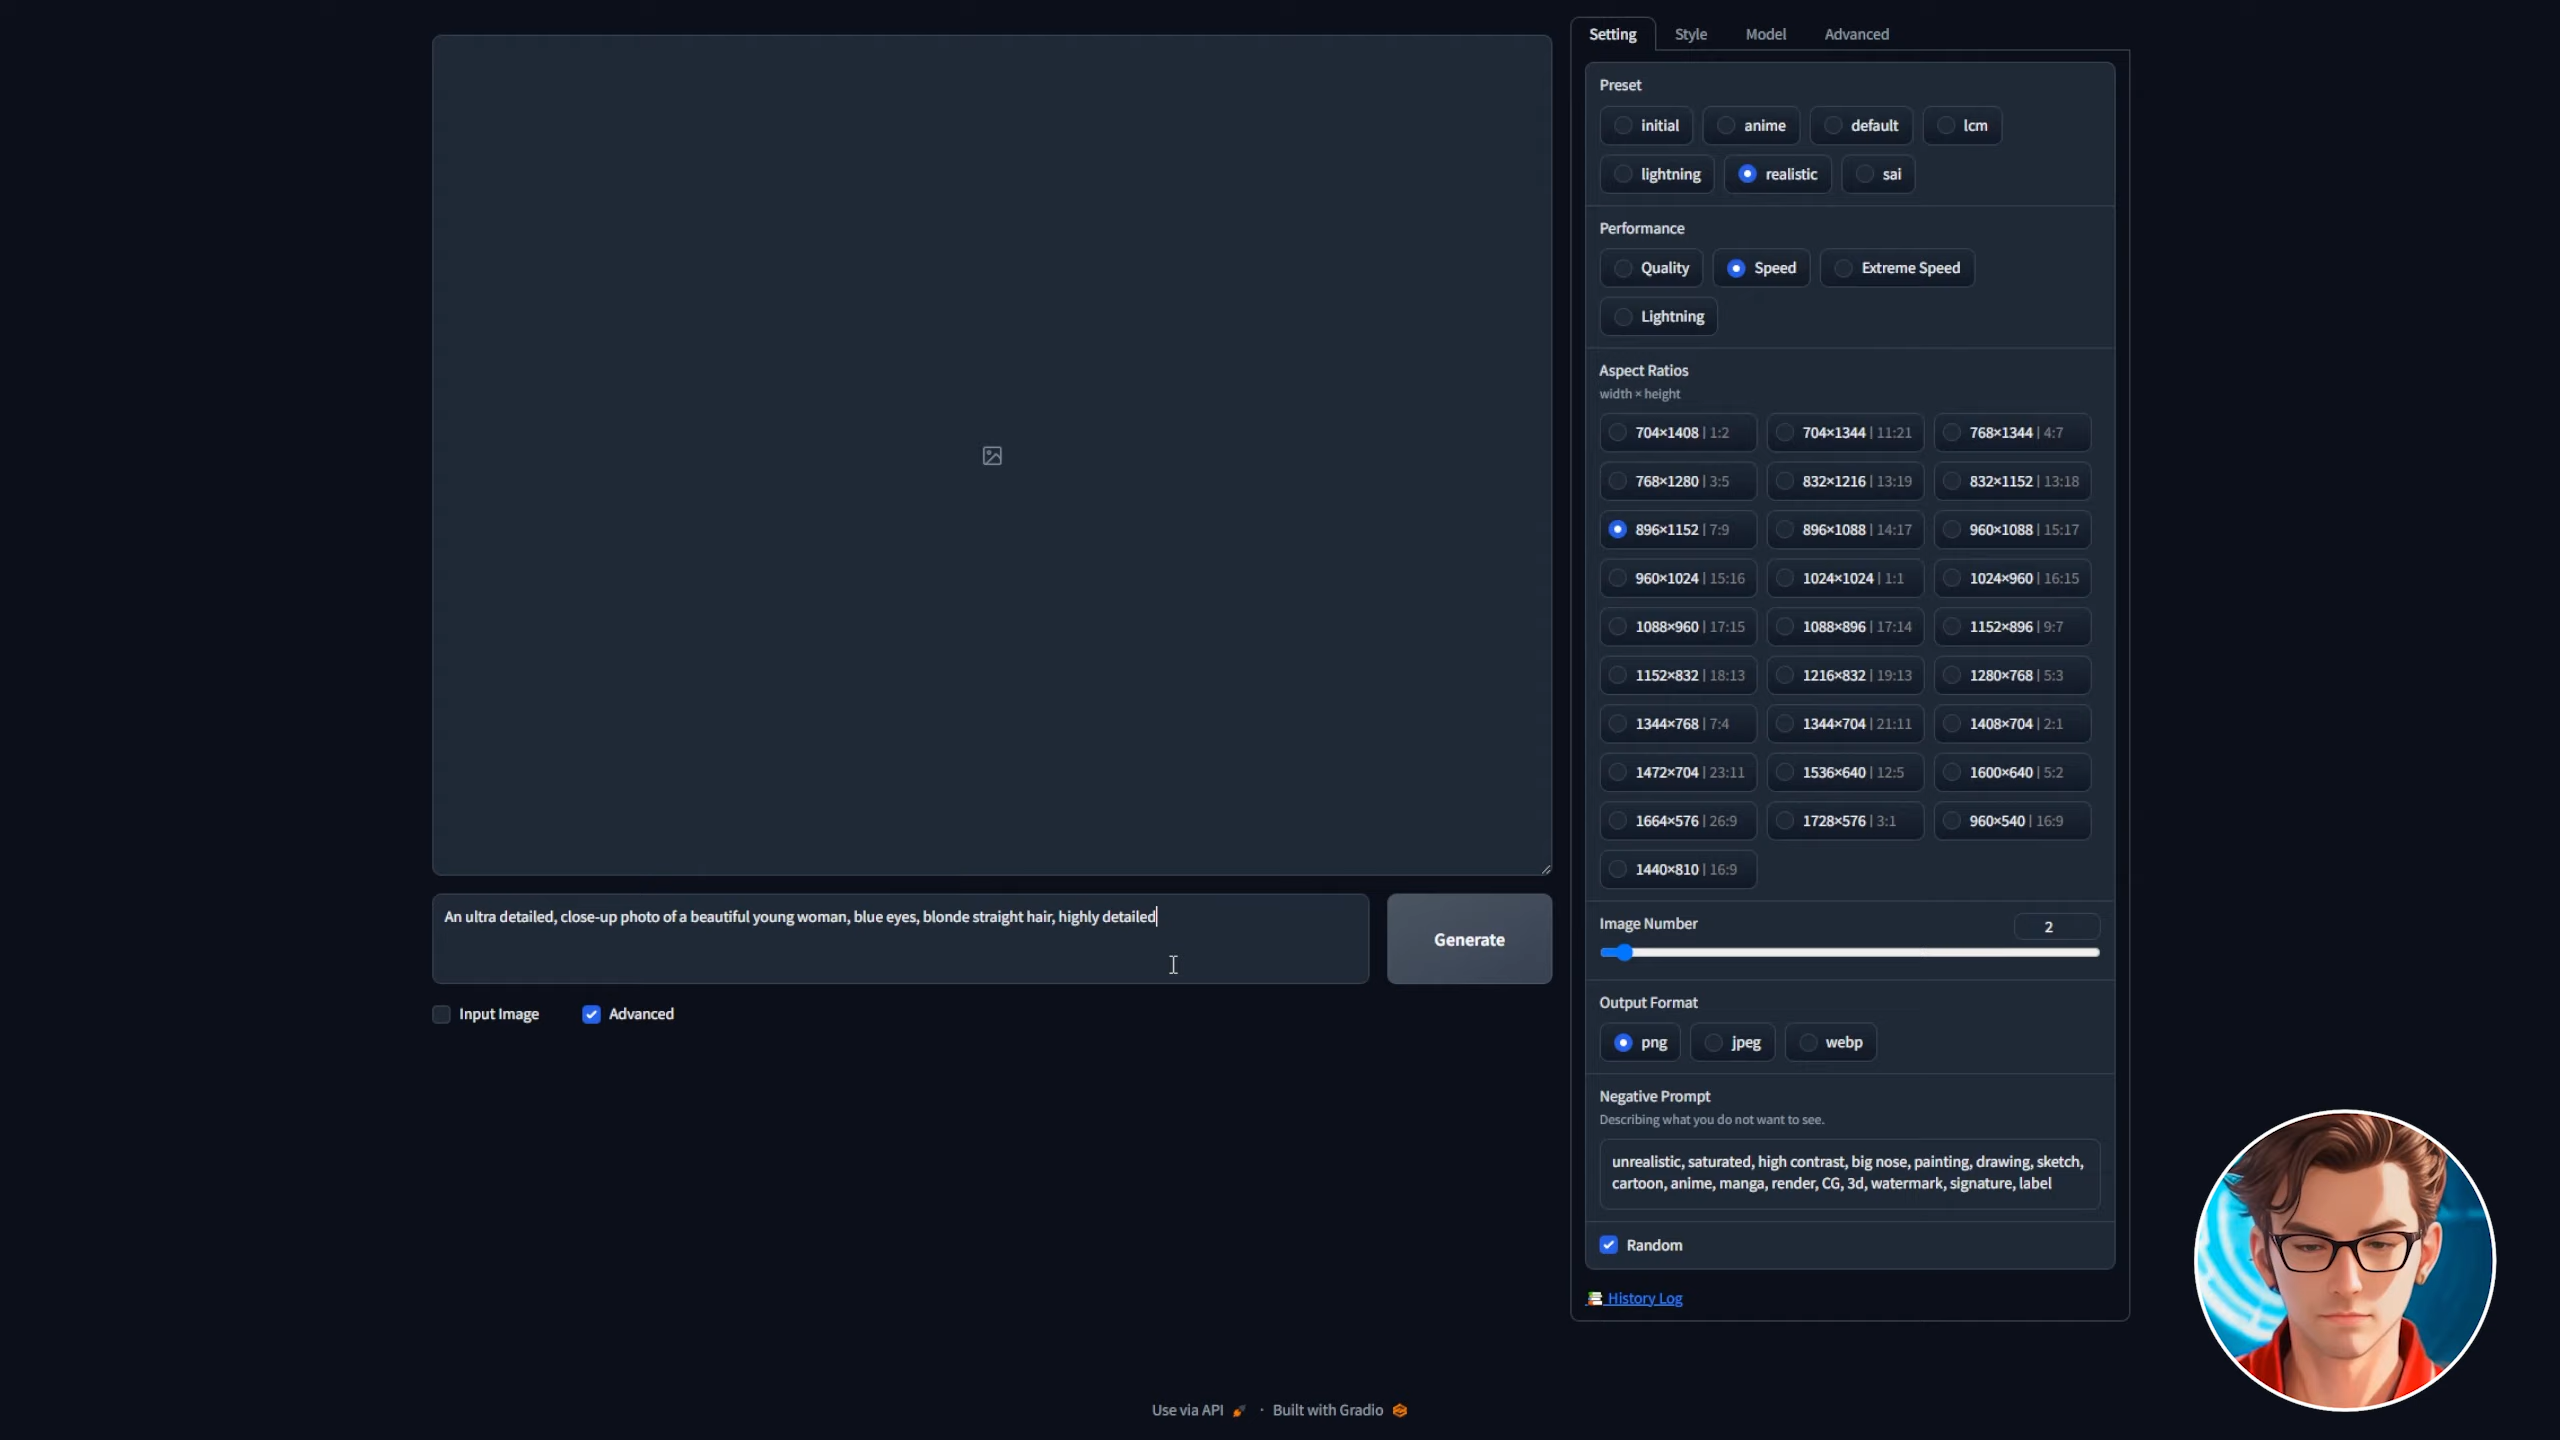 Setting Style Model Advanced
Preset
initial anime default lcm
lightning realistic sai
Performance
Quality Speed Extreme Speed
Lightning
Aspect Ratios
width × height
704×1408 | 1:2 704×1344 | 11:21 768×1344 | 4:7
768×1280 | 3:5 832×1216 | 13:19 832×1152 | 13:18
896×1152 | 7:9 896×1088 | 14:17 960×1088 | 15:17
960×1024 | 15:16 1024×1024 | 1:1 1024×960 | 16:15
1088×960 | 17:15 1088×896 | 17:14 1152×896 | 9:7
1152×832 | 18:13 1216×832 | 19:13 1280×768 | 5:3
1344×768 | 7:4 1344×704 | 21:11 1408×704 | 2:1
1472×704 | 23:11 1536×640 | 12:5 1600×640 | 5:2
1664×576 | 26:9 1728×576 | 3:1 960×540 | 16:9
1440×810 | 16:9
An ultra detailed, close-up photo of a beautiful young woman, blue eyes, blonde straight hair, highly detailed
Generate
Input Image Advanced
Image Number 2
Output Format
png jpeg webp
Negative Prompt
Describing what you do not want to see.
unrealistic, saturated, high contrast, big nose, painting, drawing, sketch,
cartoon, anime, manga, render, CG, 3d, watermark, signature, label
Random
History Log
Use via API · Built with Gradio